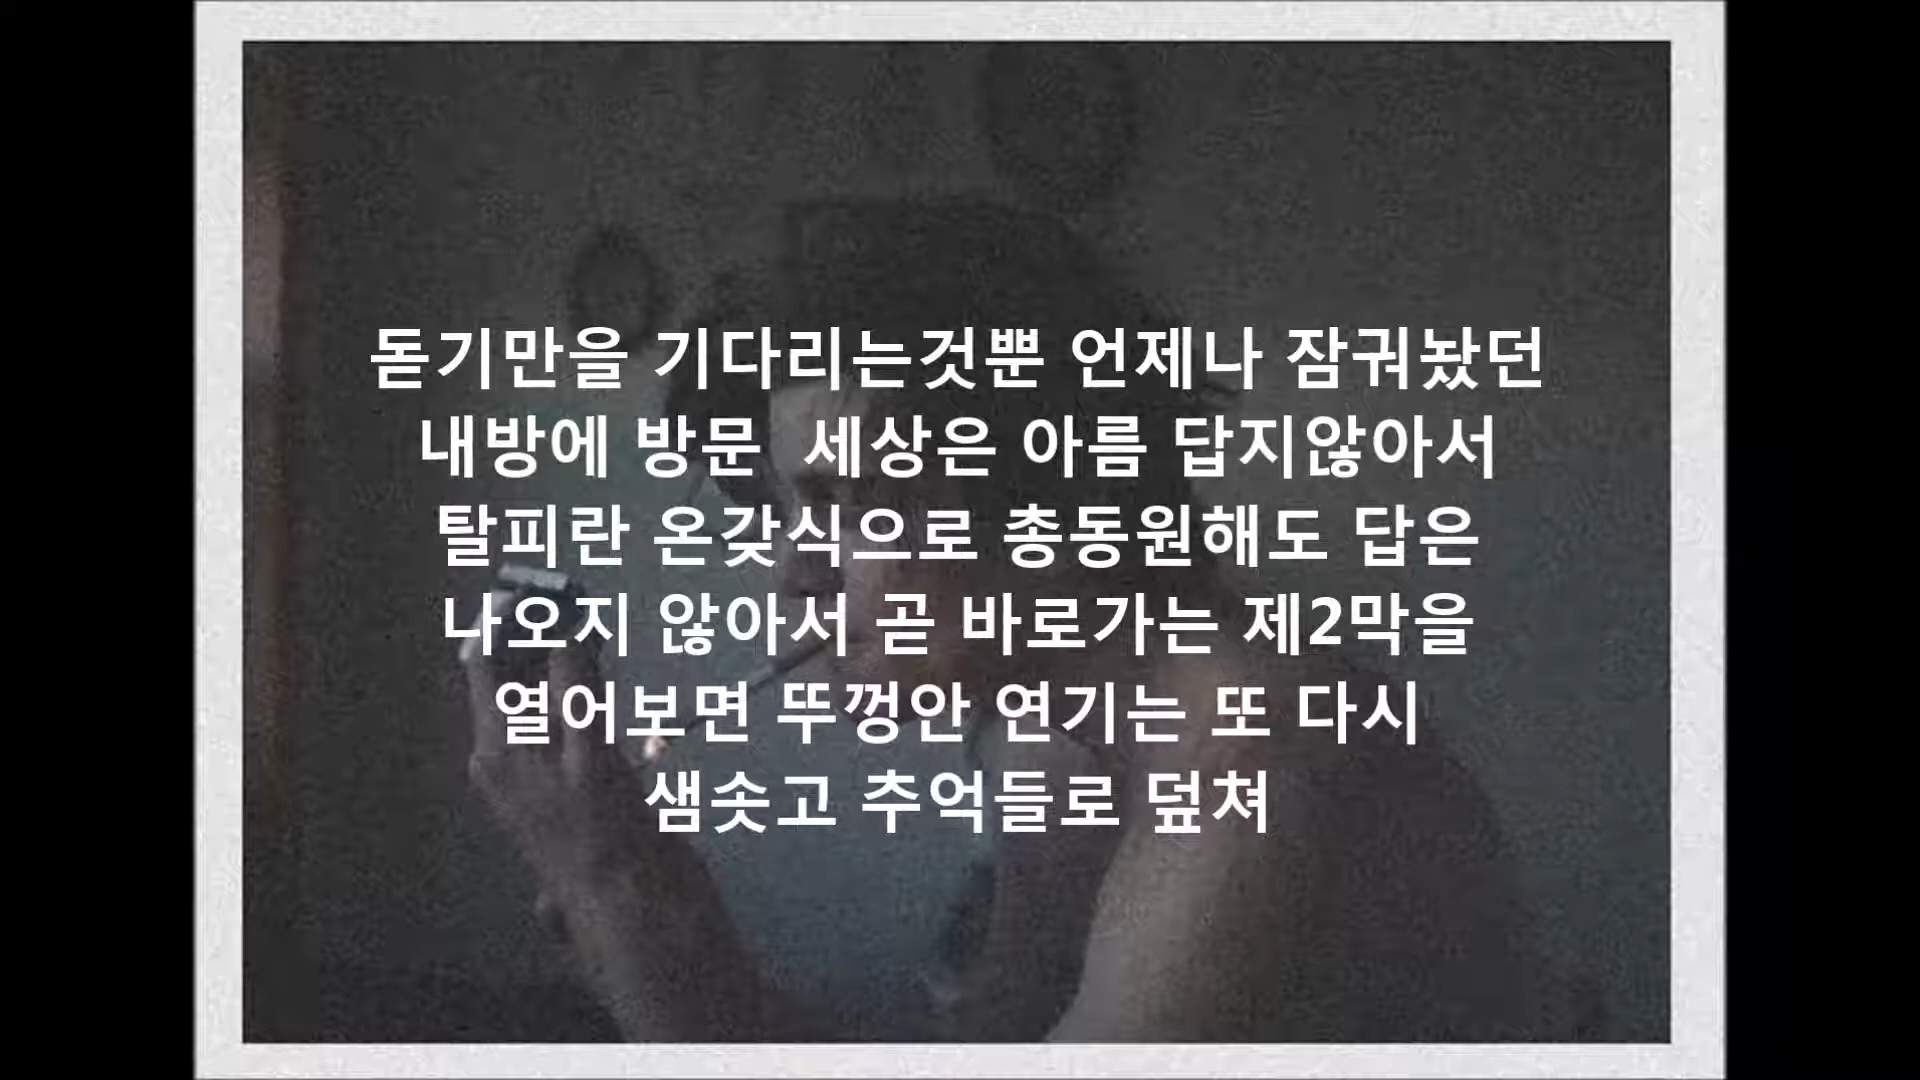 돋기만을 기다리는것뿐 언제나 잠궈놨던
내방에 방문 세상은 아름 답지않아서
탈피란 온갖식으로 총동원해도 답은
나오지 않아서 곧 바로가는 제2막을
열어보면 뚜껑안 연기는 또 다시
샘솟고 추억들로 덮쳐